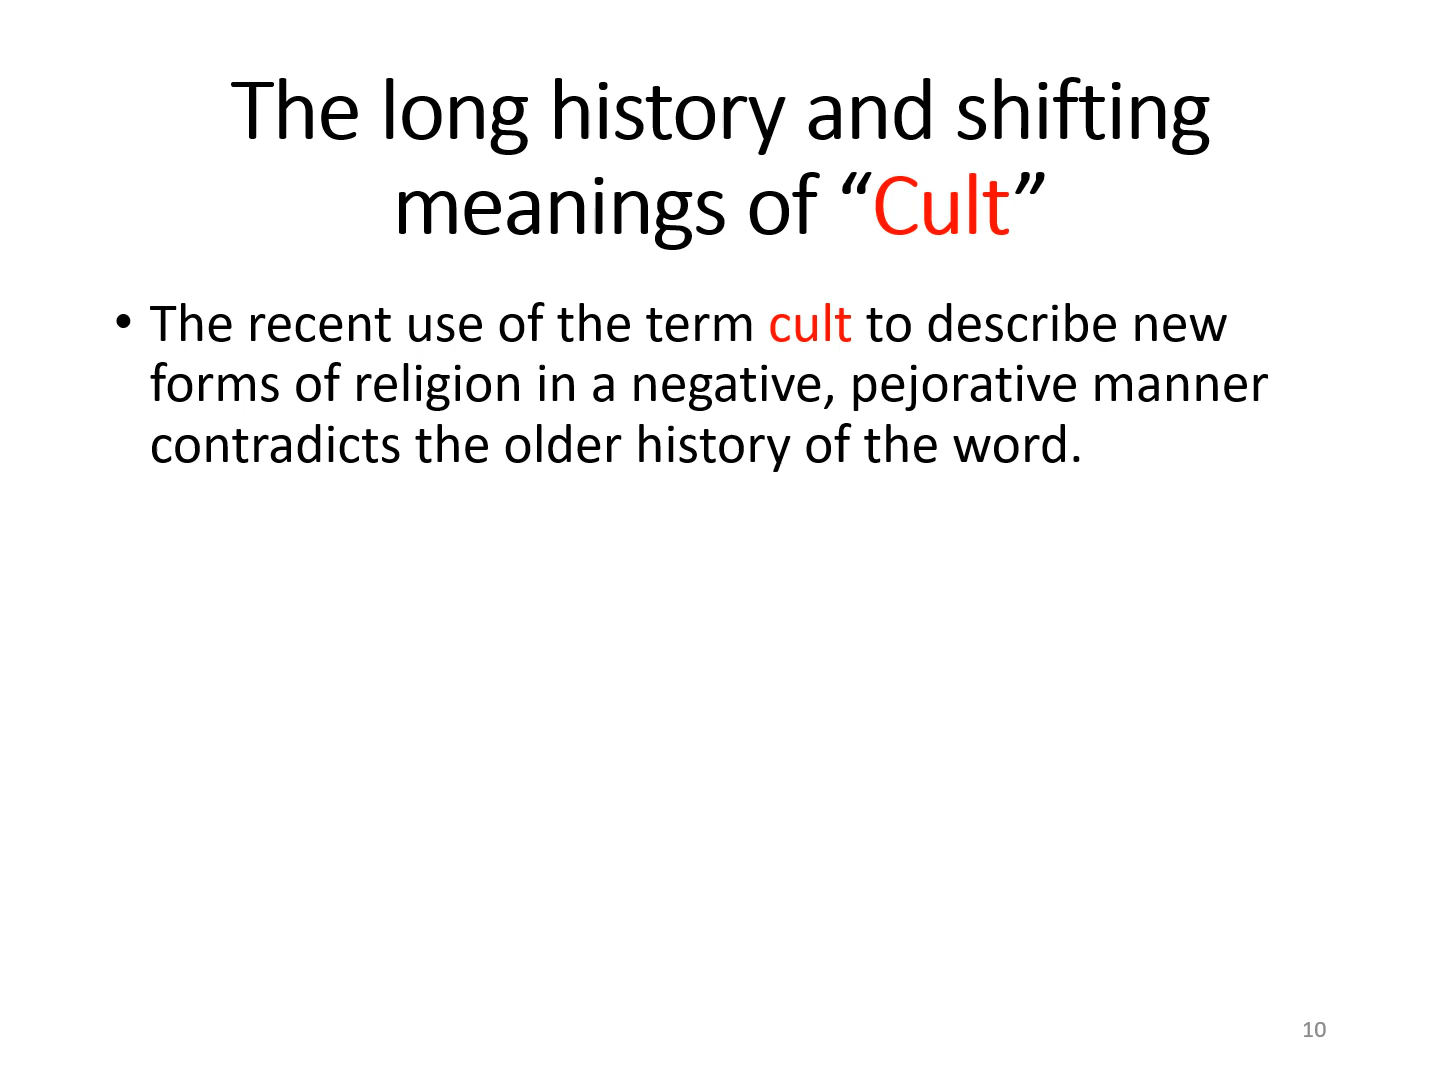 The long history and shifting
meanings of “Cult”
• The recent use of the term cult to describe new
forms of religion in a negative, pejorative manner
contradicts the older history of the word.
10